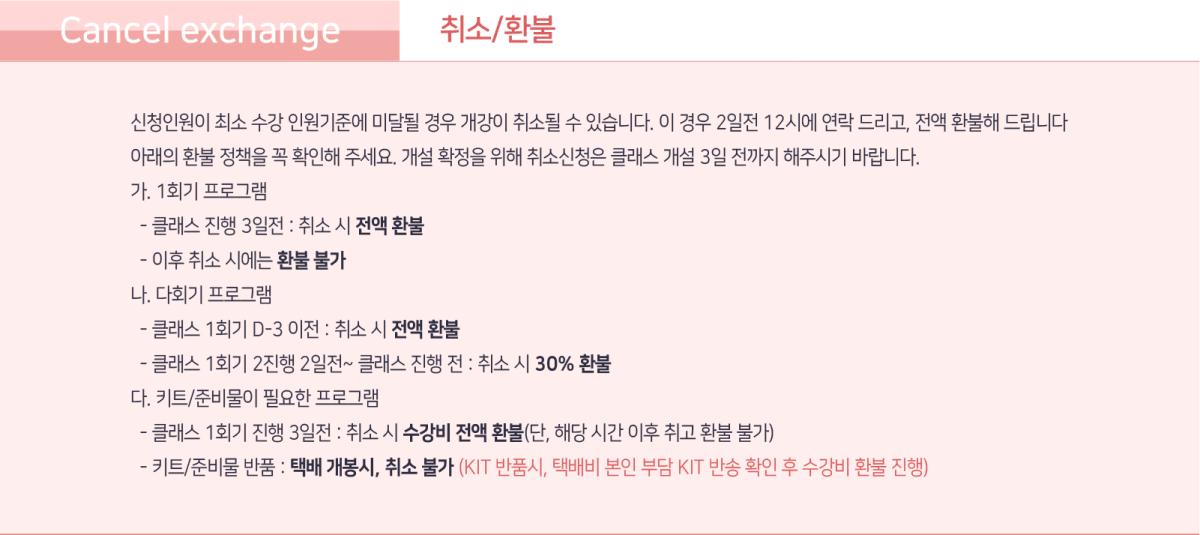 Cancel exchange 취소/환불
신청인원이 최소 수강 인원기준에 미달될 경우 개강이 취소될 수 있습니다. 이 경우 2일전 12시에 연락 드리고, 전액 환불해 드립니다
아래의 환불 정책을 꼭 확인해 주세요. 개설 확정을 위해 취소신청은 클래스 개설 3일 전까지 해주시기 바랍니다.
가. 1회기 프로그램
- 클래스 진행 3일전 : 취소 시 전액 환불
- 이후 취소 시에는 환불 불가
나. 다회기 프로그램
- 클래스 1회기 D-3 이전 : 취소 시 전액 환불
- 클래스 1회기 2진행 2일전~ 클래스 진행 전 : 취소 시 30% 환불
다. 키트/준비물이 필요한 프로그램
- 클래스 1회기 진행 3일전 : 취소 시 수강비 전액 환불(단, 해당 시간 이후 취고 환불 불가)
- 키트/준비물 반품 : 택배 개봉시, 취소 불가 (KIT 반품시, 택배비 본인 부담 KIT 반송 확인 후 수강비 환불 진행)